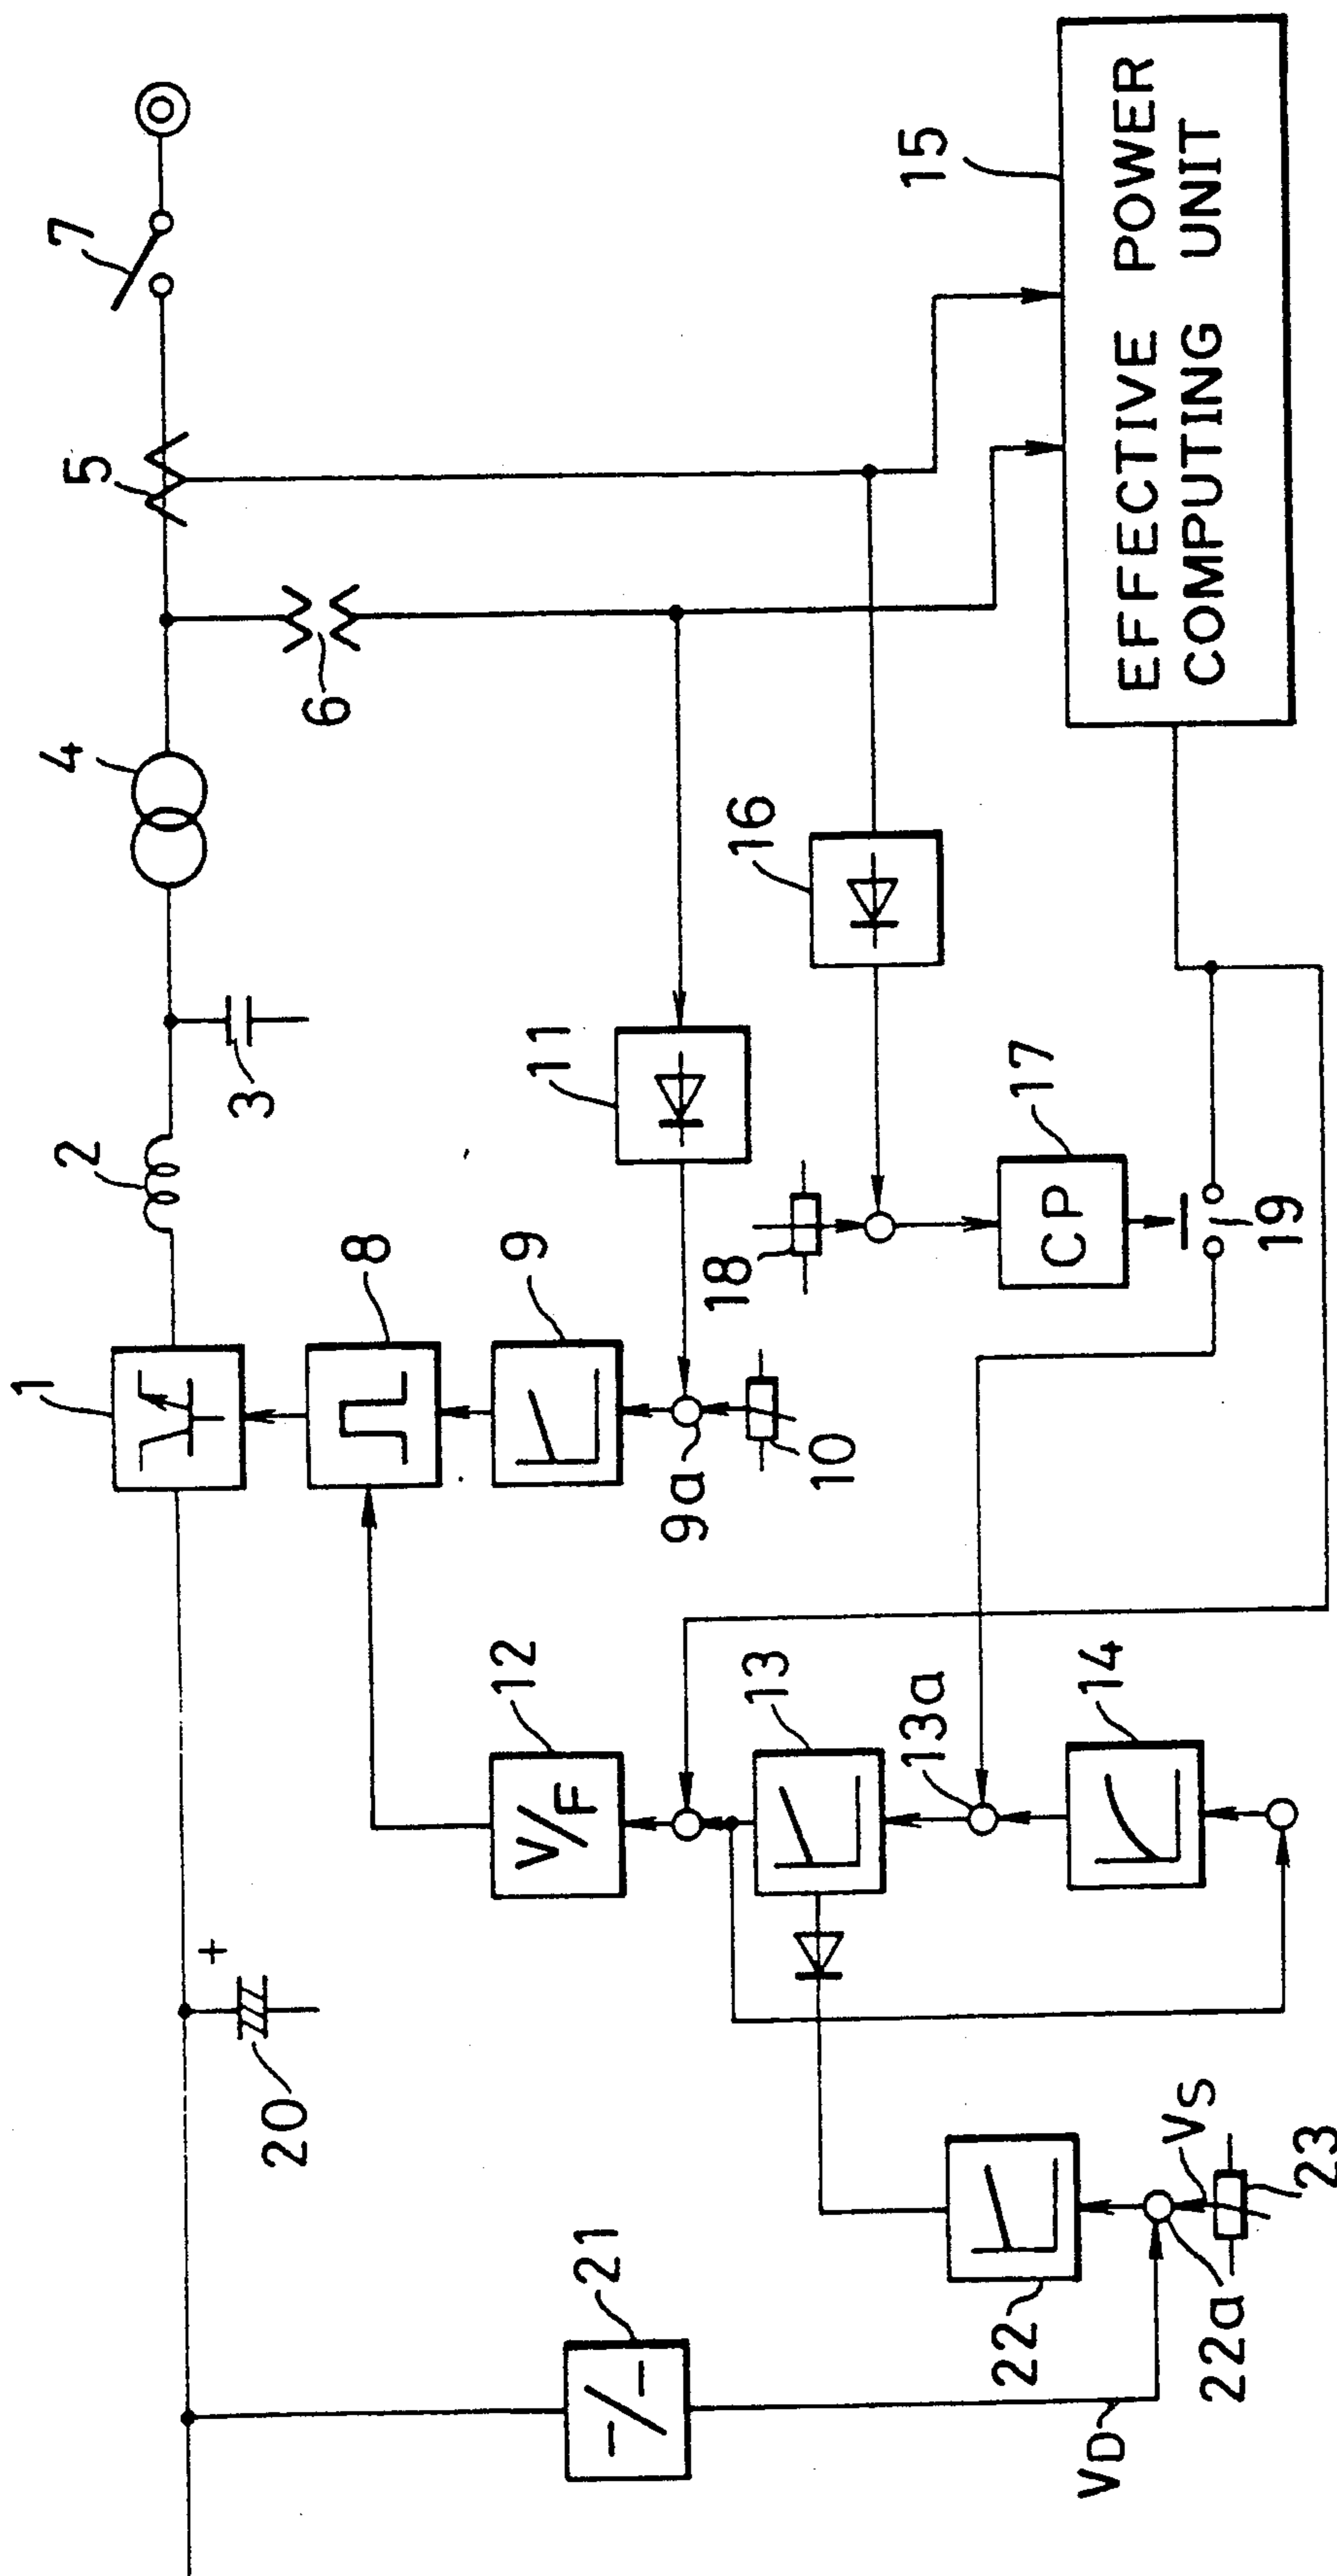 1
2
3
4
5
6
7
8
9
9a
10
11
12
V/F
13
13a
14
15
EFFECTIVE POWER
COMPUTING UNIT
16
17
CP
18
19
20
+
21
-/-
22
22a
23
VS
VD